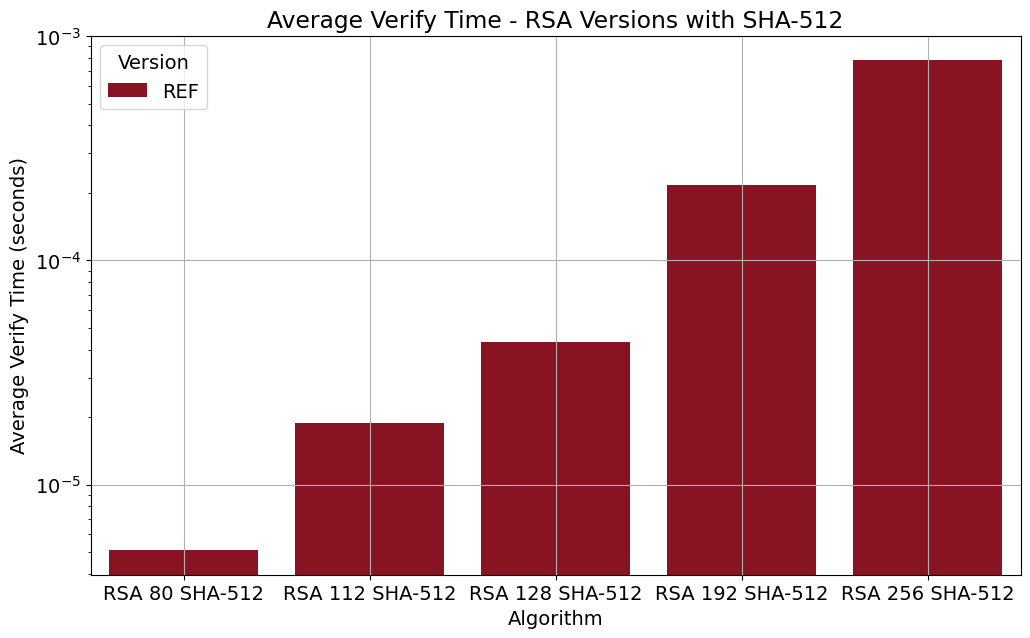 Average Verify Time - RSA Versions with SHA-512
Average Verify Time (seconds)
10⁻³
10⁻⁴
10⁻⁵
Version
REF
RSA 80 SHA-512
RSA 112 SHA-512
RSA 128 SHA-512
RSA 192 SHA-512
RSA 256 SHA-512
Algorithm